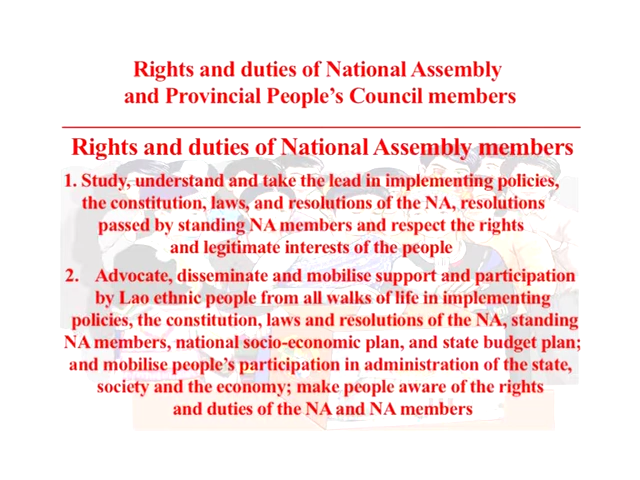 Rights and duties of National Assembly
and Provincial People's Council members
Rights and duties of National Assembly members
1. Study, understand and take the lead in implementing policies,
the constitution, laws, and resolutions of the NA, resolutions
passed by standing NA members and respect the rights
and legitimate interests of the people
2. Advocate, disseminate and mobilise support and participation
by Lao ethnic people from all walks of life in implementing
policies, the constitution, laws and resolutions of the NA, standing
NA members, national socio-economic plan, and state budget plan;
and mobilise people's participation in administration of the state,
society and the economy; make people aware of the rights
and duties of the NA and NA members